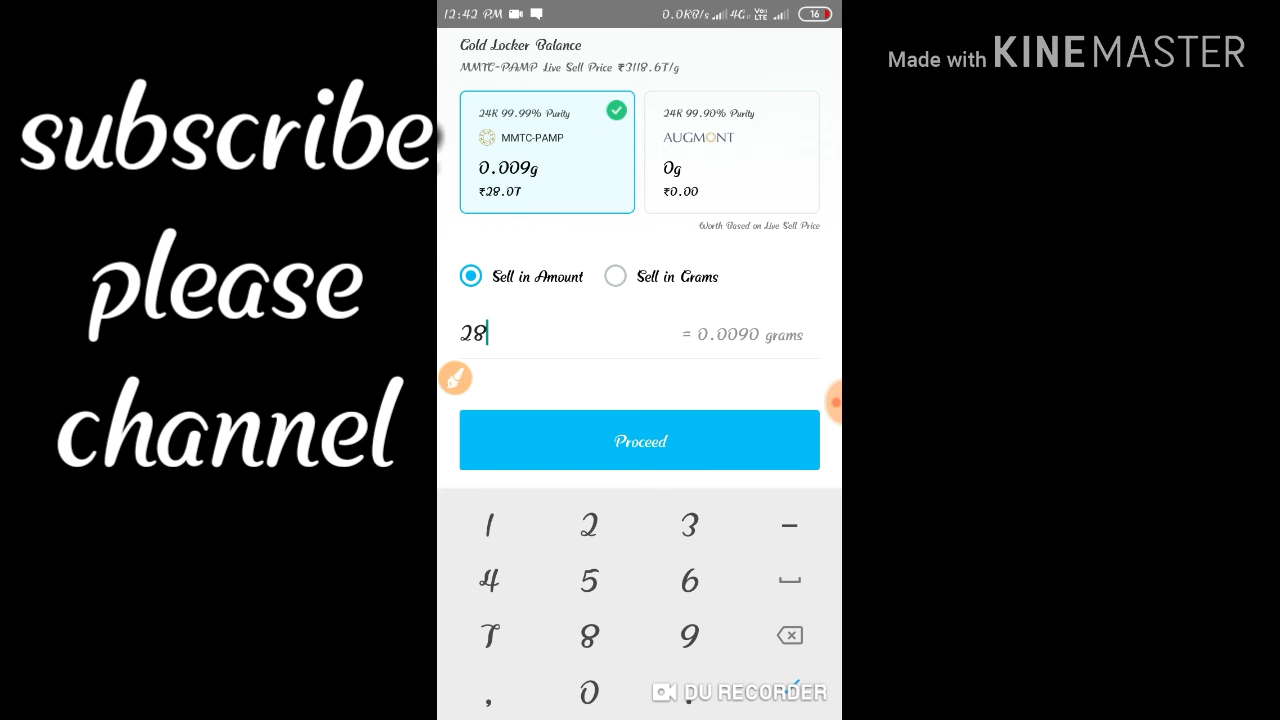 subscribe
please
channel
12:42 PM 0.0KB/s 4G Vo) LTE 16
Gold Locker Balance
MMTC-PAMP Live Sell Price ₹3118.67/g
24K 99.99% Purity
MMTC-PAMP
0.009g
₹28.07
24K 99.90% Purity
AUGMONT
0g
₹0.00
Worth Based on Live Sell Price
Sell in Amount Sell in Grams
28 = 0.0090 grams
Proceed
1 2 3 –
4 5 6
7 8 9
, 0 .
DU RECORDER
Made with KINEMASTER